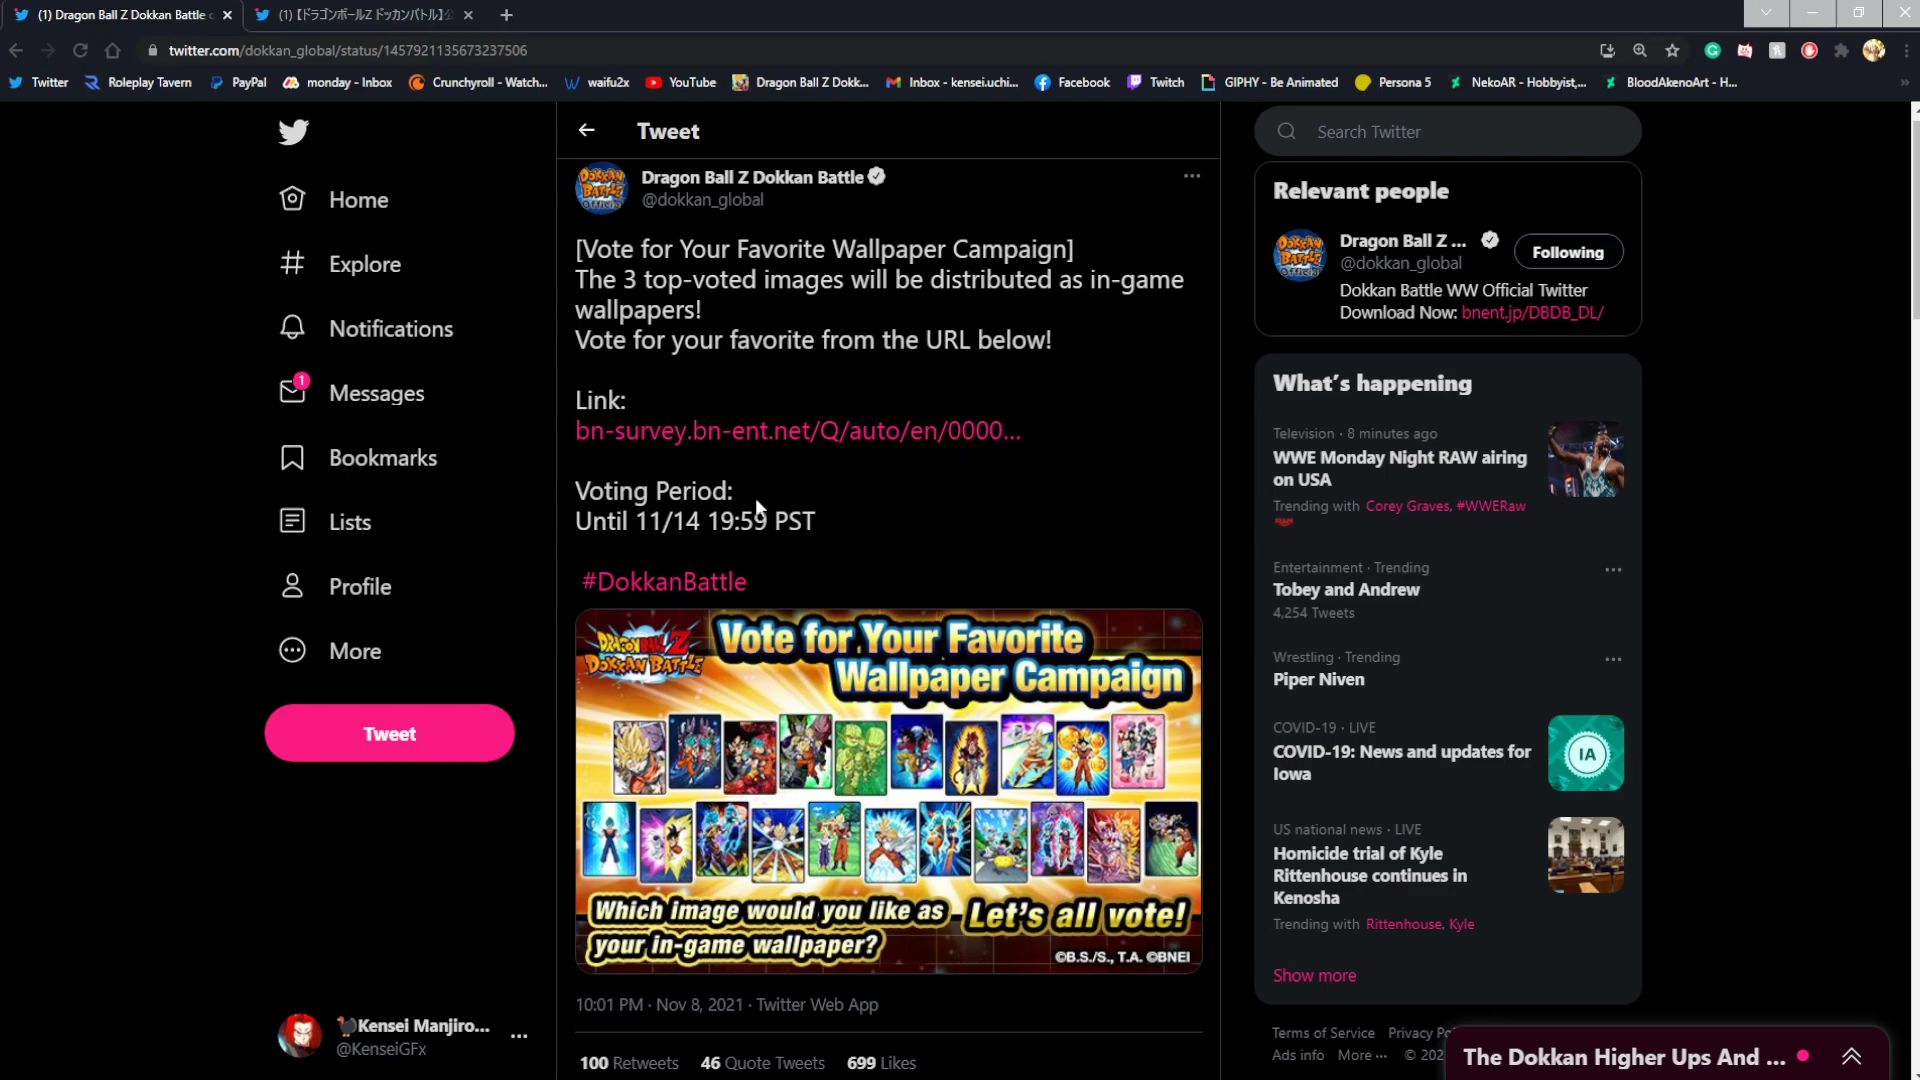 (1) Dragon Ball Z Dokkan Battle
(1)【ドラゴンボールZ ドッカンバトル】
twitter.com/dokkan_global/status/1457921135673237506
Twitter
Roleplay Tavern
PayPal
monday - Inbox
Crunchyroll - Watch...
waifu2x
YouTube
Dragon Ball Z Dokk...
Inbox - kensei.uchi...
Facebook
Twitch
GIPHY - Be Animated
Persona 5
NekoAR - Hobbyist,...
BloodAkenoArt - H...
Home
Explore
Notifications
1
Messages
Bookmarks
Lists
Profile
More
Tweet
Kensei Manjiro...
@KenseiGFx
Tweet
Dragon Ball Z Dokkan Battle
@dokkan_global
[Vote for Your Favorite Wallpaper Campaign]
The 3 top-voted images will be distributed as in-game
wallpapers!
Vote for your favorite from the URL below!
Link:
bn-survey.bn-ent.net/Q/auto/en/0000...
Voting Period:
Until 11/14 19:59 PST
#DokkanBattle
DRAGON BALL Z
DOKKAN BATTLE
Vote for Your Favorite
Wallpaper Campaign
Which image would you like as
your in-game wallpaper?
Let's all vote!
©B.S./S., T.A. ©BNEI
10:01 PM · Nov 8, 2021 · Twitter Web App
100 Retweets 46 Quote Tweets 699 Likes
Search Twitter
Relevant people
Dragon Ball Z ...
@dokkan_global
Following
Dokkan Battle WW Official Twitter
Download Now: bnent.jp/DBDB_DL/
What's happening
Television · 8 minutes ago
WWE Monday Night RAW airing
on USA
Trending with Corey Graves, #WWERaw
Entertainment · Trending
Tobey and Andrew
4,254 Tweets
Wrestling · Trending
Piper Niven
COVID-19 · LIVE
COVID-19: News and updates for
Iowa
IA
US national news · LIVE
Homicide trial of Kyle
Rittenhouse continues in
Kenosha
Trending with Rittenhouse, Kyle
Show more
Terms of Service Privacy
Ads info More ··· ©
The Dokkan Higher Ups And ...